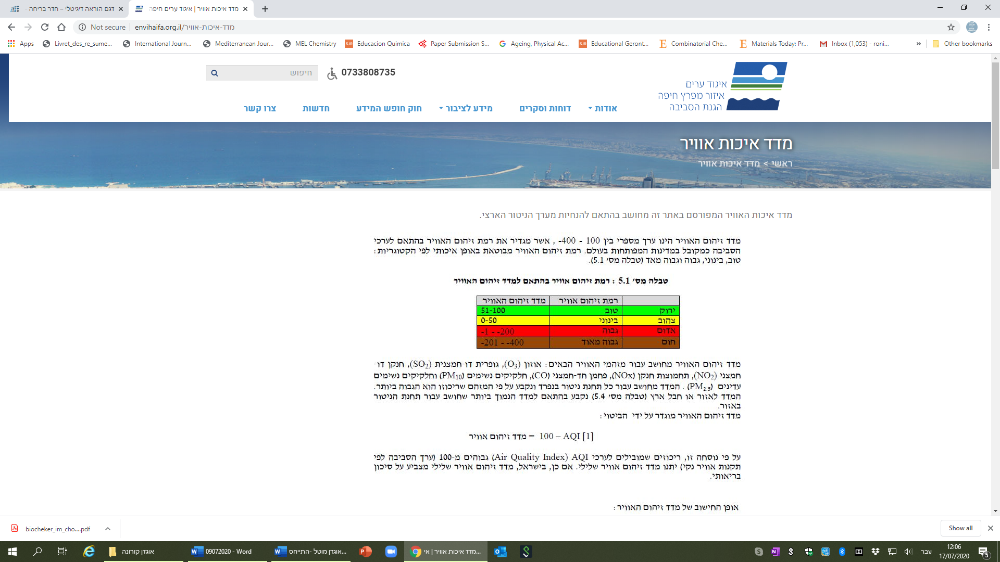 דגם הוראה דיגיטלי – חדר בריחה -
מדד איכות אוויר | איגוד ערים חיפה
Not secure
envihaifa.org.il/מדד-איכות-אוויר
Apps
Livret_des_re_sume...
International Journ...
Mediterranean Jour...
MEL Chemistry
Educacion Quimica
Paper Submission S...
Ageing, Physical Ac...
Educational Geront...
Combinatorial Che...
Materials Today: Pr...
Inbox (1,053) - roni...
»
Other bookmarks
איגוד ערים
איזור מפרץ חיפה
הגנת הסביבה
0733808735
חיפוש
אודות
דוחות וסקרים
מידע לציבור
חוק חופש המידע
חדשות
צרו קשר
מדד איכות אוויר
ראשי > מדד איכות אוויר
מדד איכות האוויר המפורסם באתר זה מחושב בהתאם להנחיות מערך הניטור הארצי.
מדד זיהום האוויר הינו ערך מספרי בין 100 - 400- , אשר מגדיר את רמת זיהום האוויר בהתאם לערכי
הסביבה כמקובל במדינות המפותחות בעולם. רמת זיהום האוויר מבוטאת באופן איכותי לפי הקטגוריות:
טוב, בינוני, גבוה וגבוה מאד (טבלה מס' 5.1).
טבלה מס' 5.1 : רמת זיהום אוויר בהתאם למדד זיהום האוויר
רמת זיהום אוויר מדד זיהום האוויר
ירוק טוב 51-100
צהוב בינוני 0-50
אדום גבוה -1 - -200
חום גבוה מאוד -201 - -400
מדד זיהום האוויר מחושב עבור מזהמי האוויר הבאים: אוזון (O3), גופרית דו-חמצנית (SO2), חנקן דו-
חמצני (NO2), תחמוצות חנקן (NOx), פחמן חד-חמצני (CO), חלקיקים נשימים (PM10) וחלקיקים נשימים
עדינים (PM2.5) . המדד מחושב עבור כל תחנת ניטור בנפרד ונקבע על פי המזהם שריכוזו הוא הגבוה ביותר.
המדד לאזור או חבל ארץ (טבלה מס' 5.4) נקבע בהתאם למדד הנמוך ביותר שחושב עבור תחנת הניטור
באזור.
מדד זיהום האוויר מוגדר על ידי הביטוי:
מדד זיהום אוויר = 100 – AQI [1]
על פי נוסחה זו, ריכוזים שמובילים לערכי AQI (Air Quality Index) גבוהים מ-100 (ערך הסביבה לפי
תקנות אוויר נקי) יתנו מדד זיהום אוויר שלילי. אם כן, בישראל, מדד זיהום אוויר שלילי מצביע על סיכון
בריאותי.
אופן החישוב של מדד זיהום האוויר:
biocheker_im_cho....pdf
Show all
אוגדן קורונה
09072020 - Word
אוגדן מוטל -התייחס...
מדד איכות אוויר | אי...
עבר
12:06
17/07/2020
5